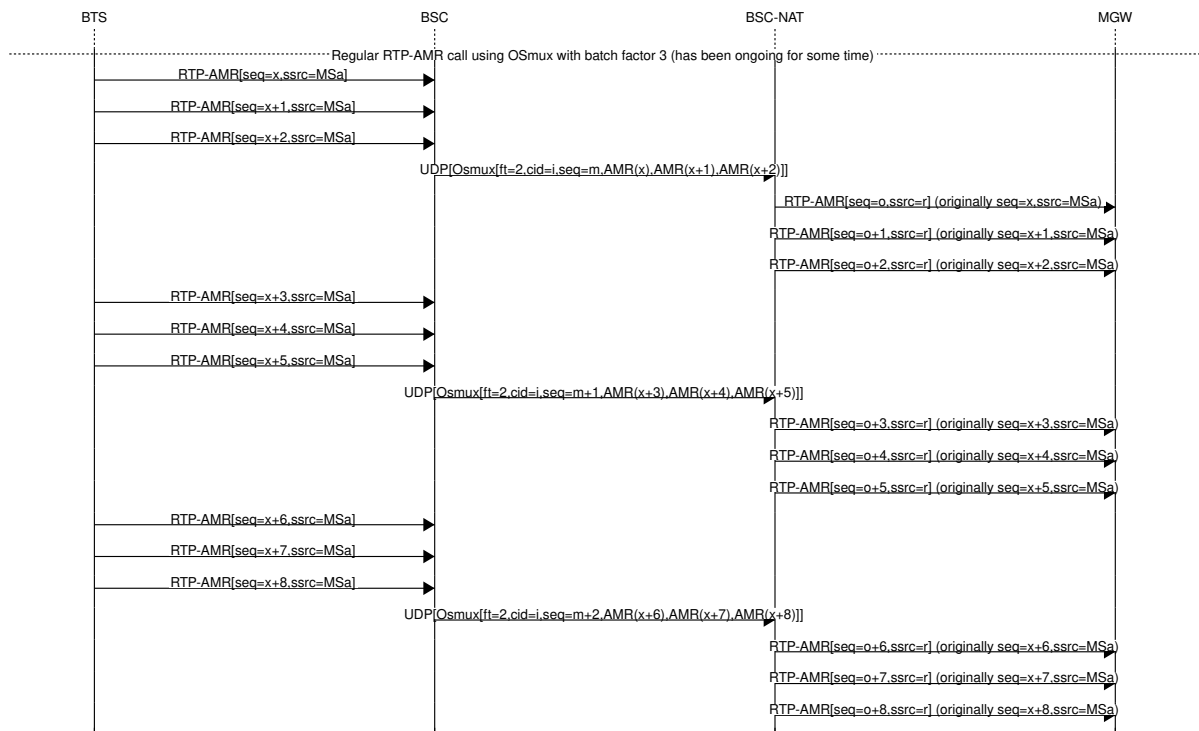 BTS BSC BSC-NAT MGW
Regular RTP-AMR call using OSmux with batch factor 3 (has been ongoing for some time)
RTP-AMR[seq=x,ssrc=MSa]
RTP-AMR[seq=x+1,ssrc=MSa]
RTP-AMR[seq=x+2,ssrc=MSa]
UDP[Osmux[ft=2,cid=i,seq=m,AMR(x),AMR(x+1),AMR(x+2)]]
RTP-AMR[seq=o,ssrc=r] (originally seq=x,ssrc=MSa)
RTP-AMR[seq=o+1,ssrc=r] (originally seq=x+1,ssrc=MSa)
RTP-AMR[seq=o+2,ssrc=r] (originally seq=x+2,ssrc=MSa)
RTP-AMR[seq=x+3,ssrc=MSa]
RTP-AMR[seq=x+4,ssrc=MSa]
RTP-AMR[seq=x+5,ssrc=MSa]
UDP[Osmux[ft=2,cid=i,seq=m+1,AMR(x+3),AMR(x+4),AMR(x+5)]]
RTP-AMR[seq=o+3,ssrc=r] (originally seq=x+3,ssrc=MSa)
RTP-AMR[seq=o+4,ssrc=r] (originally seq=x+4,ssrc=MSa)
RTP-AMR[seq=o+5,ssrc=r] (originally seq=x+5,ssrc=MSa)
RTP-AMR[seq=x+6,ssrc=MSa]
RTP-AMR[seq=x+7,ssrc=MSa]
RTP-AMR[seq=x+8,ssrc=MSa]
UDP[Osmux[ft=2,cid=i,seq=m+2,AMR(x+6),AMR(x+7),AMR(x+8)]]
RTP-AMR[seq=o+6,ssrc=r] (originally seq=x+6,ssrc=MSa)
RTP-AMR[seq=o+7,ssrc=r] (originally seq=x+7,ssrc=MSa)
RTP-AMR[seq=o+8,ssrc=r] (originally seq=x+8,ssrc=MSa)